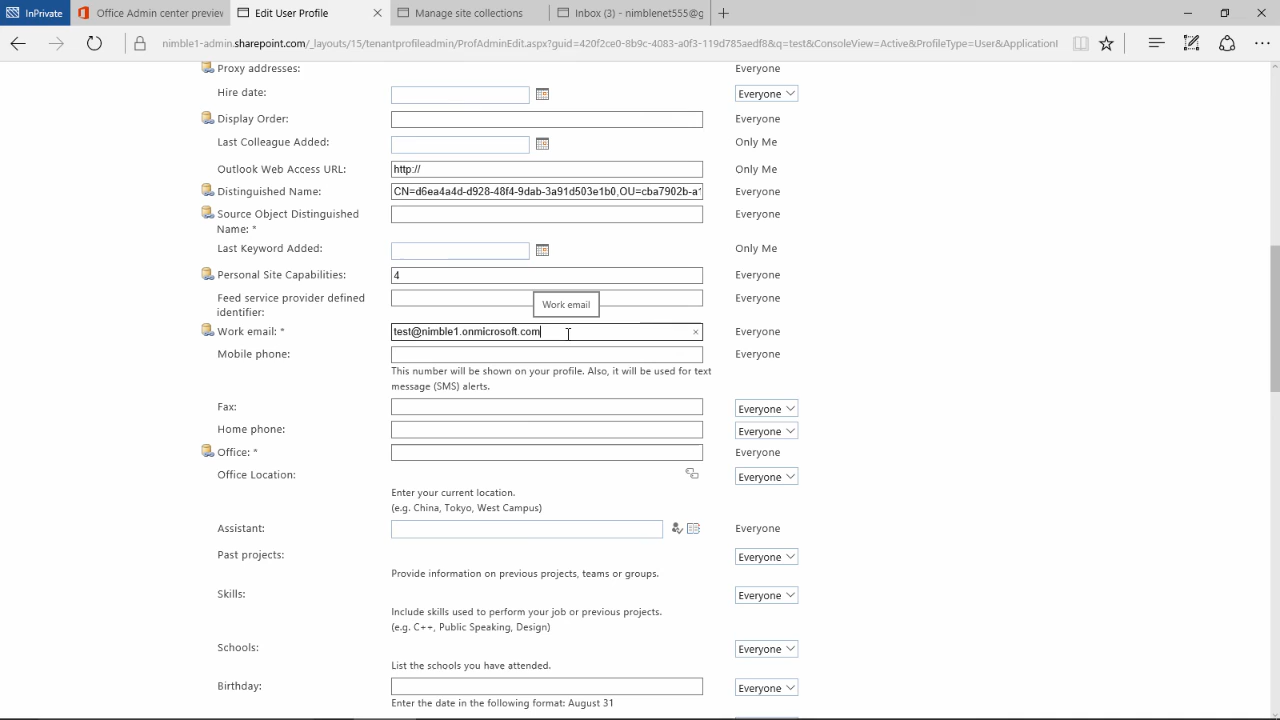 InPrivate
Office Admin center preview
Edit User Profile
Manage site collections
Inbox (3) - nimblenet555@g
nimble1-admin.sharepoint.com/_layouts/15/tenantprofileadmin/ProfAdminEdit.aspx?guid=420f2ce0-8b9c-4083-a0f3-119d785aedf8&q=test&ConsoleView=Active&ProfileType=User&ApplicationI
Proxy addresses: Everyone
Hire date: Everyone
Display Order: Everyone
Last Colleague Added: Only Me
Outlook Web Access URL: http:// Only Me
Distinguished Name: CN=d6ea4a4d-d928-48f4-9dab-3a91d503e1b0,OU=cba7902b-a1 Everyone
Source Object Distinguished Everyone
Name: *
Last Keyword Added: Only Me
Personal Site Capabilities: 4 Everyone
Feed service provider defined Everyone
identifier:
Work email
Work email: * test@nimble1.onmicrosoft.com × Everyone
Mobile phone: Everyone
This number will be shown on your profile. Also, it will be used for text
message (SMS) alerts.
Fax: Everyone
Home phone: Everyone
Office: * Everyone
Office Location: Everyone
Enter your current location.
(e.g. China, Tokyo, West Campus)
Assistant: Everyone
Past projects: Everyone
Provide information on previous projects, teams or groups.
Skills: Everyone
Include skills used to perform your job or previous projects.
(e.g. C++, Public Speaking, Design)
Schools: Everyone
List the schools you have attended.
Birthday: Everyone
Enter the date in the following format: August 31